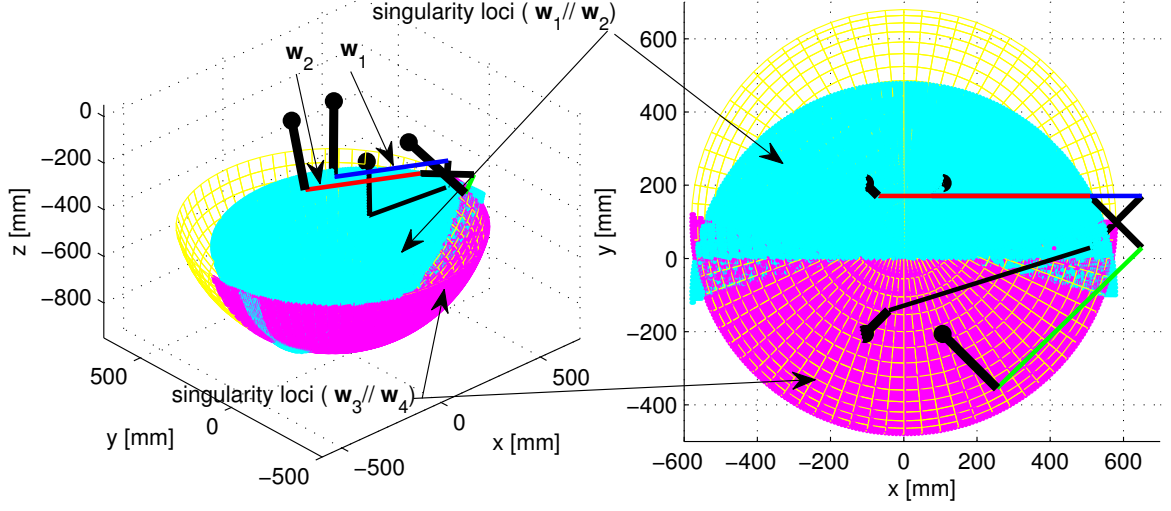 singularity loci ( w1// w2)
w2
w1
0
−200
−400
−600
−800
z [mm]
500
0
−500
y [mm]
−500
0
500
x [mm]
singularity loci ( w3// w4)
600
400
200
0
−200
−400
y [mm]
−600 −400 −200 0 200 400 600
x [mm]